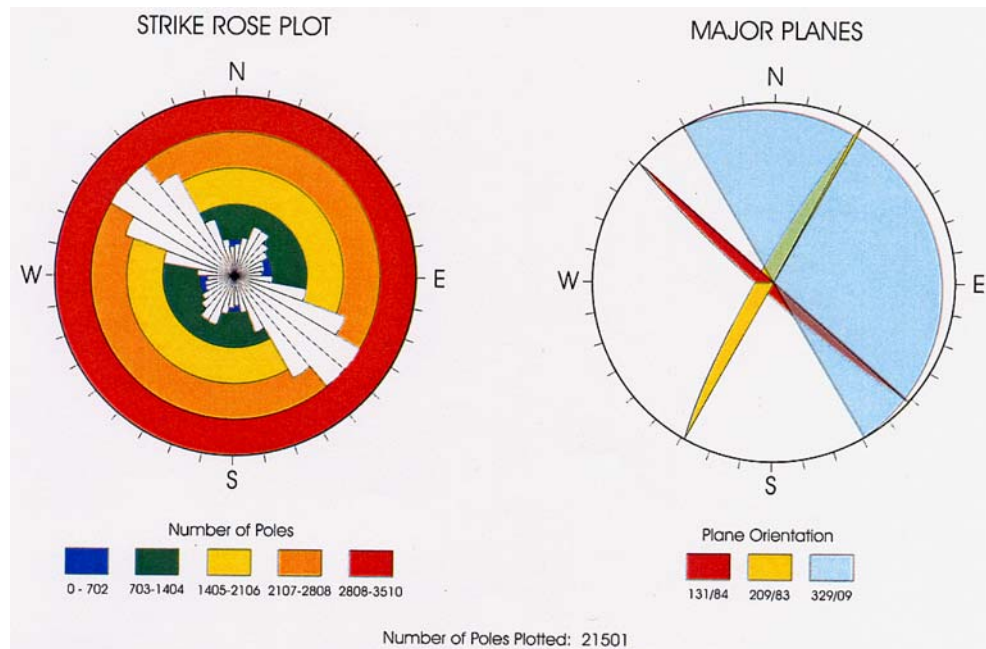 STRIKE ROSE PLOT
MAJOR PLANES
N
N
W
E
W
E
S
S
Number of Poles
0 - 702
703-1404
1405-2106
2107-2808
2808-3510
Plane Orientation
131/84
209/83
329/09
Number of Poles Plotted: 21501